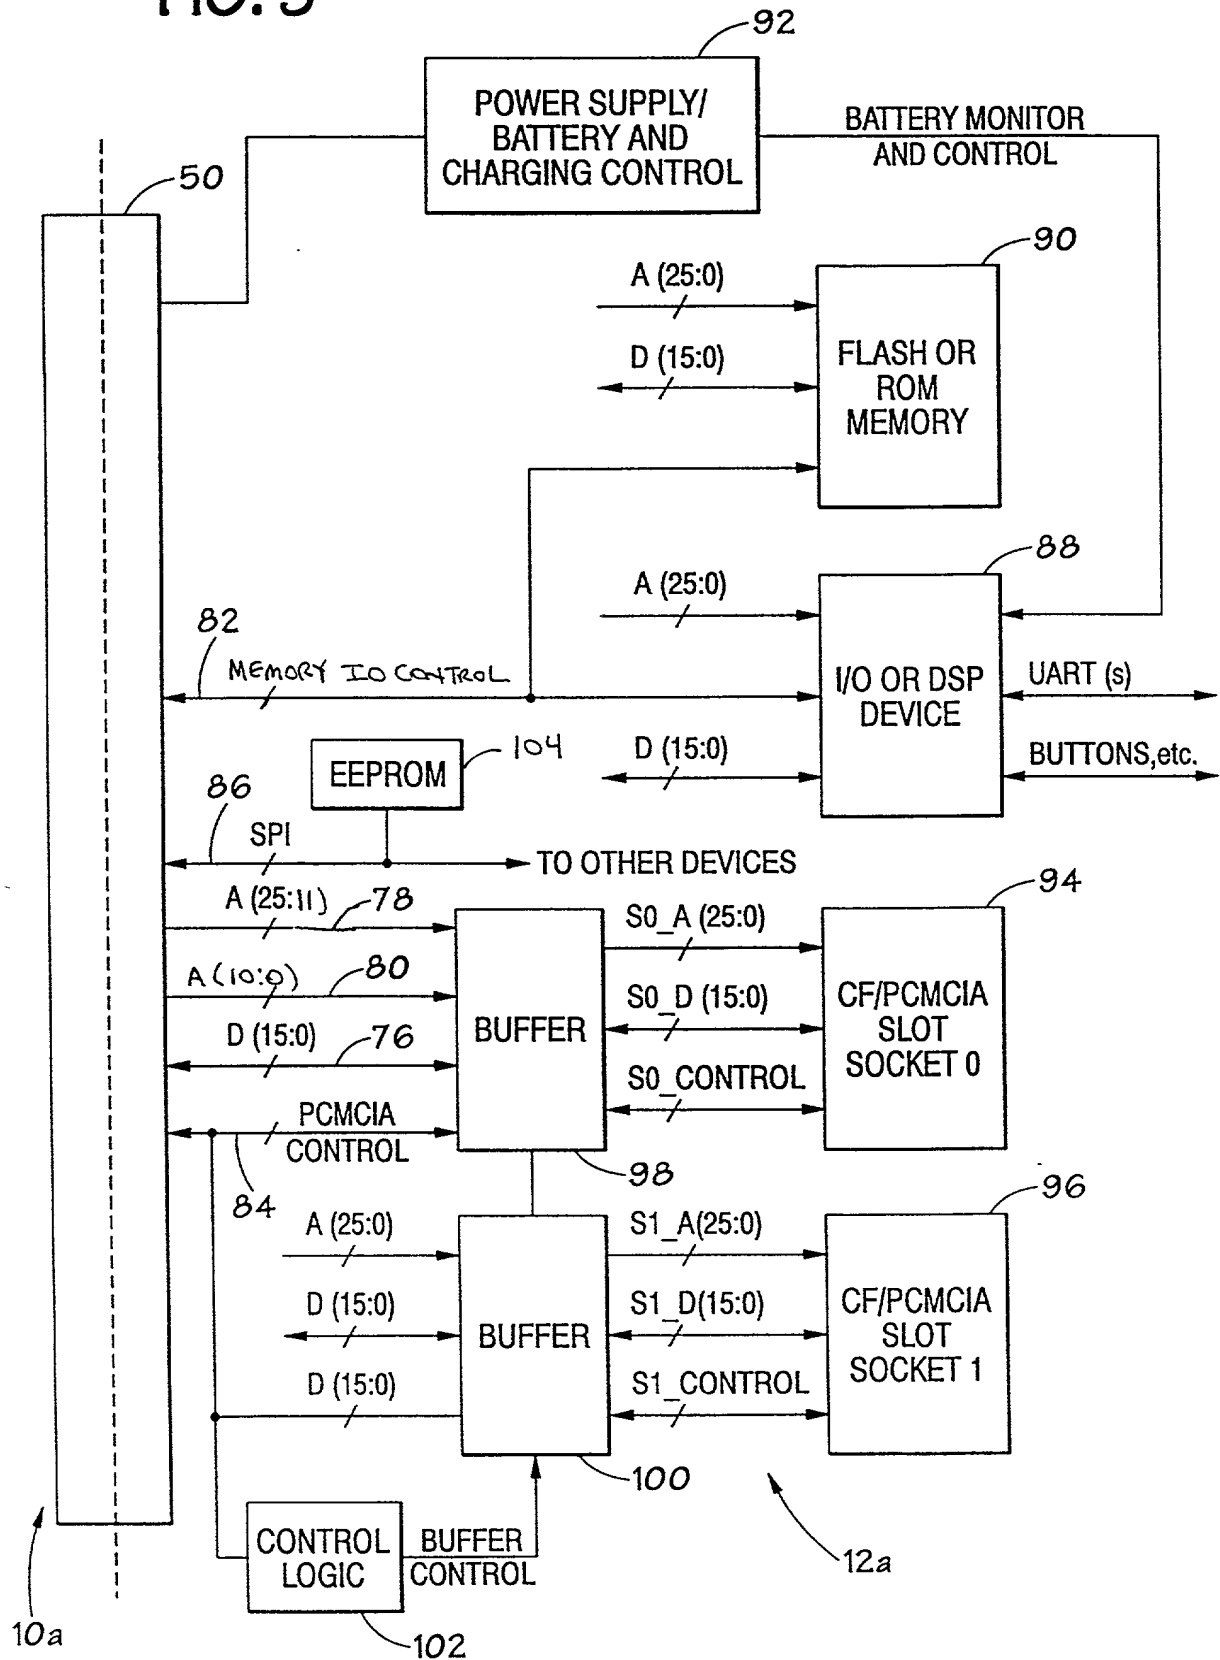 FIG. 5
92
POWER SUPPLY/
BATTERY AND
CHARGING CONTROL
BATTERY MONITOR
AND CONTROL
50
90
A (25:0)
D (15:0)
FLASH OR
ROM
MEMORY
88
A (25:0)
82
MEMORY IO CONTROL
I/O OR DSP
DEVICE
UART (s)
D (15:0)
BUTTONS,etc.
104
EEPROM
86
SPI
TO OTHER DEVICES
A (25:11)
78
94
S0_A (25:0)
A (10:0)
80
BUFFER
S0_D (15:0)
CF/PCMCIA
SLOT
SOCKET 0
D (15:0)
76
S0_CONTROL
PCMCIA
CONTROL
84
98
96
A (25:0)
S1_A(25:0)
D (15:0)
BUFFER
S1_D(15:0)
CF/PCMCIA
SLOT
SOCKET 1
D (15:0)
S1_CONTROL
100
CONTROL
LOGIC
BUFFER
CONTROL
12a
10a
102